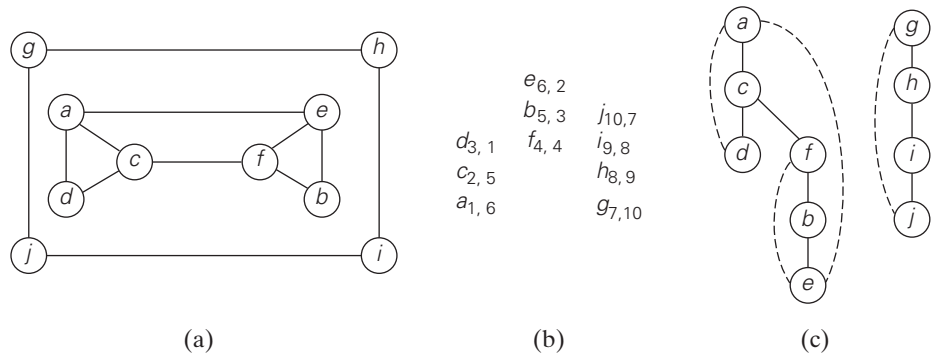 g h
a e
c f
d b
j i
(a)
e6, 2
b5, 3 j10,7
d3, 1 f4, 4 i9, 8
c2, 5 h8, 9
a1, 6 g7,10
(b)
a g
c h
d f i
b j
e
(c)